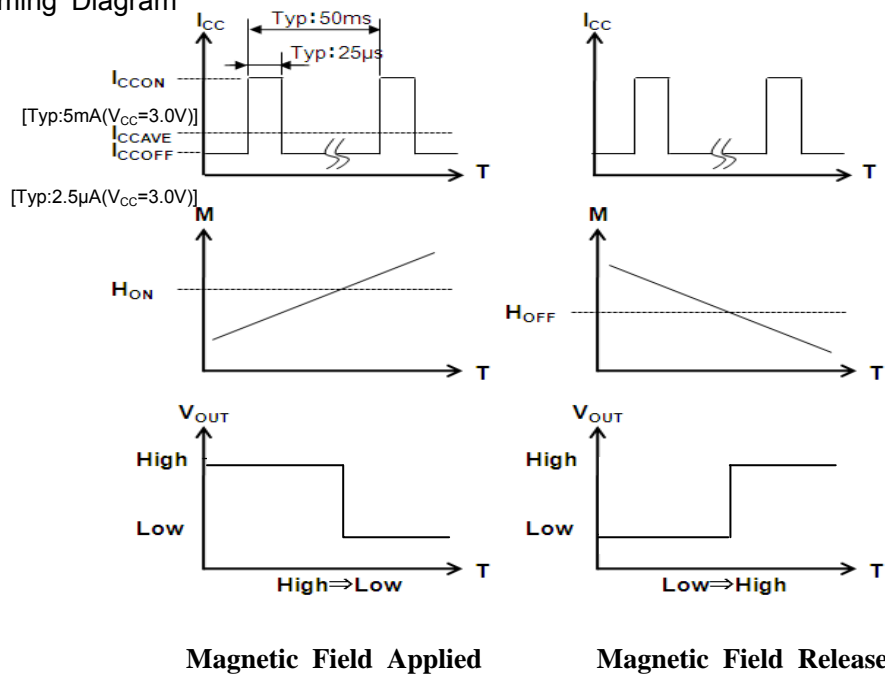 Diagram
I_CC
Typ:50ms
Typ:25µs
I_CCON
[Typ:5mA(V_CC=3.0V)]
I_CCAVE
I_CCOFF
T
[Typ:2.5µA(V_CC=3.0V)]
I_CC
T
M
H_ON
T
M
H_OFF
T
V_OUT
High
Low
T
High⇒Low
V_OUT
High
Low
T
Low⇒High
Magnetic Field Applied
Magnetic Field Release